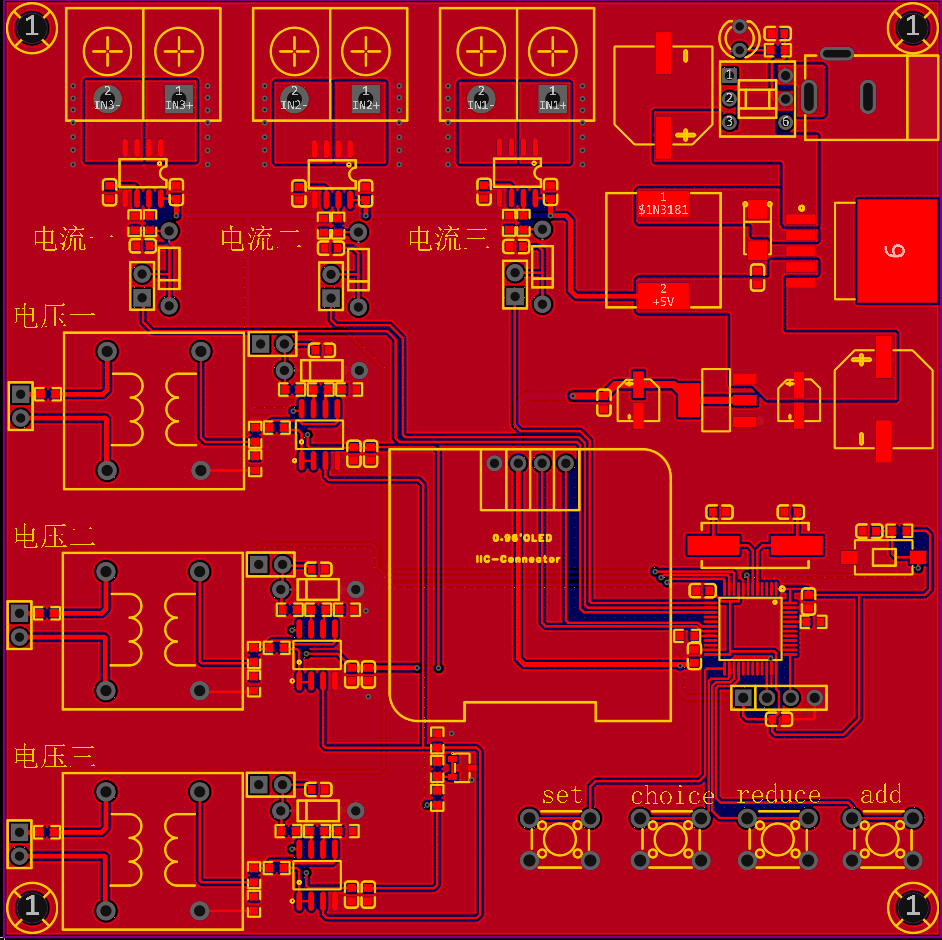 1
1
2
1
2
1
2
1
IN3-
IN3+
IN2-
IN2+
IN1-
IN1+
1
2
3
6
1
$1N3181
6
电流一
电流二
电流三
2
+5V
电压一
0.96'OLED
IIC-Connector
电压二
电压三
set
choice
reduce
add
1
1